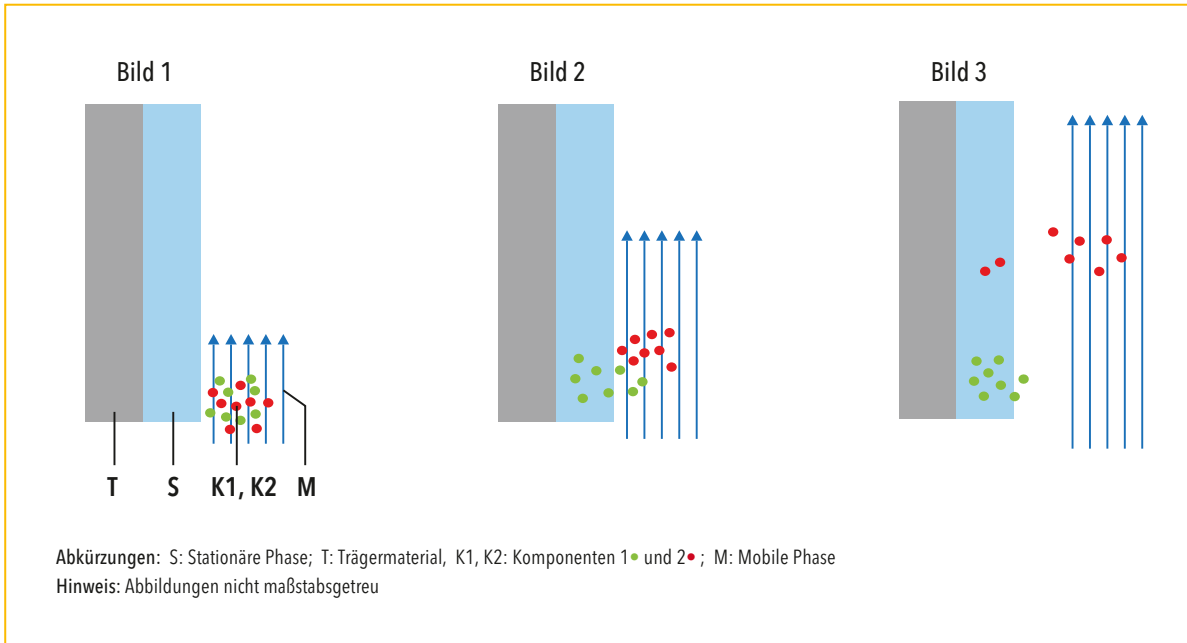 Bild 1
Bild 2
Bild 3
T
S
K1, K2
M
Abkürzungen: S: Stationäre Phase; T: Trägermaterial, K1, K2: Komponenten 1 und 2 ; M: Mobile Phase
Hinweis: Abbildungen nicht maßstabsgetreu